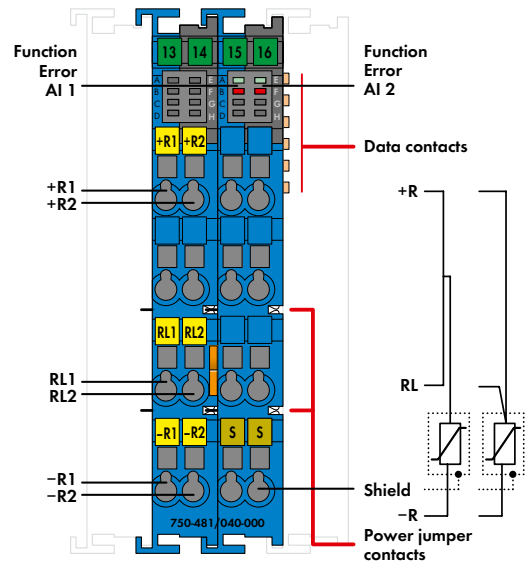 Function
Error
AI 1
13 14 15 16
Function
Error
AI 2
A E A E
B F B F
C G C G
D H D H
Data contacts
+R1 +R2
+R1
+R2
+R
RL1 RL2
RL1
RL2
RL
-R1 -R2 S S
–R1
–R2
Shield
–R
750-481/040-000
Power jumper
contacts